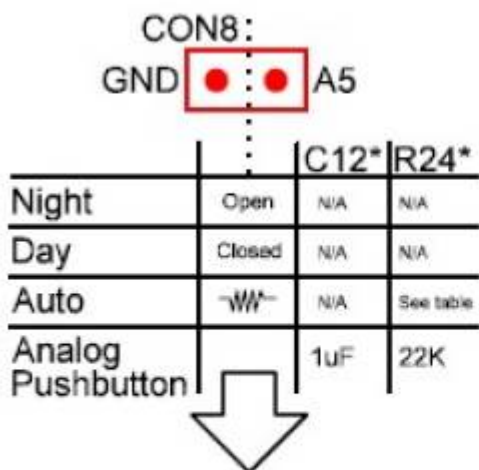 CON8:
GND A5
C12* R24*
Night Open N/A N/A
Day Closed N/A N/A
Auto N/A See table
Analog
Pushbutton 1uF 22K